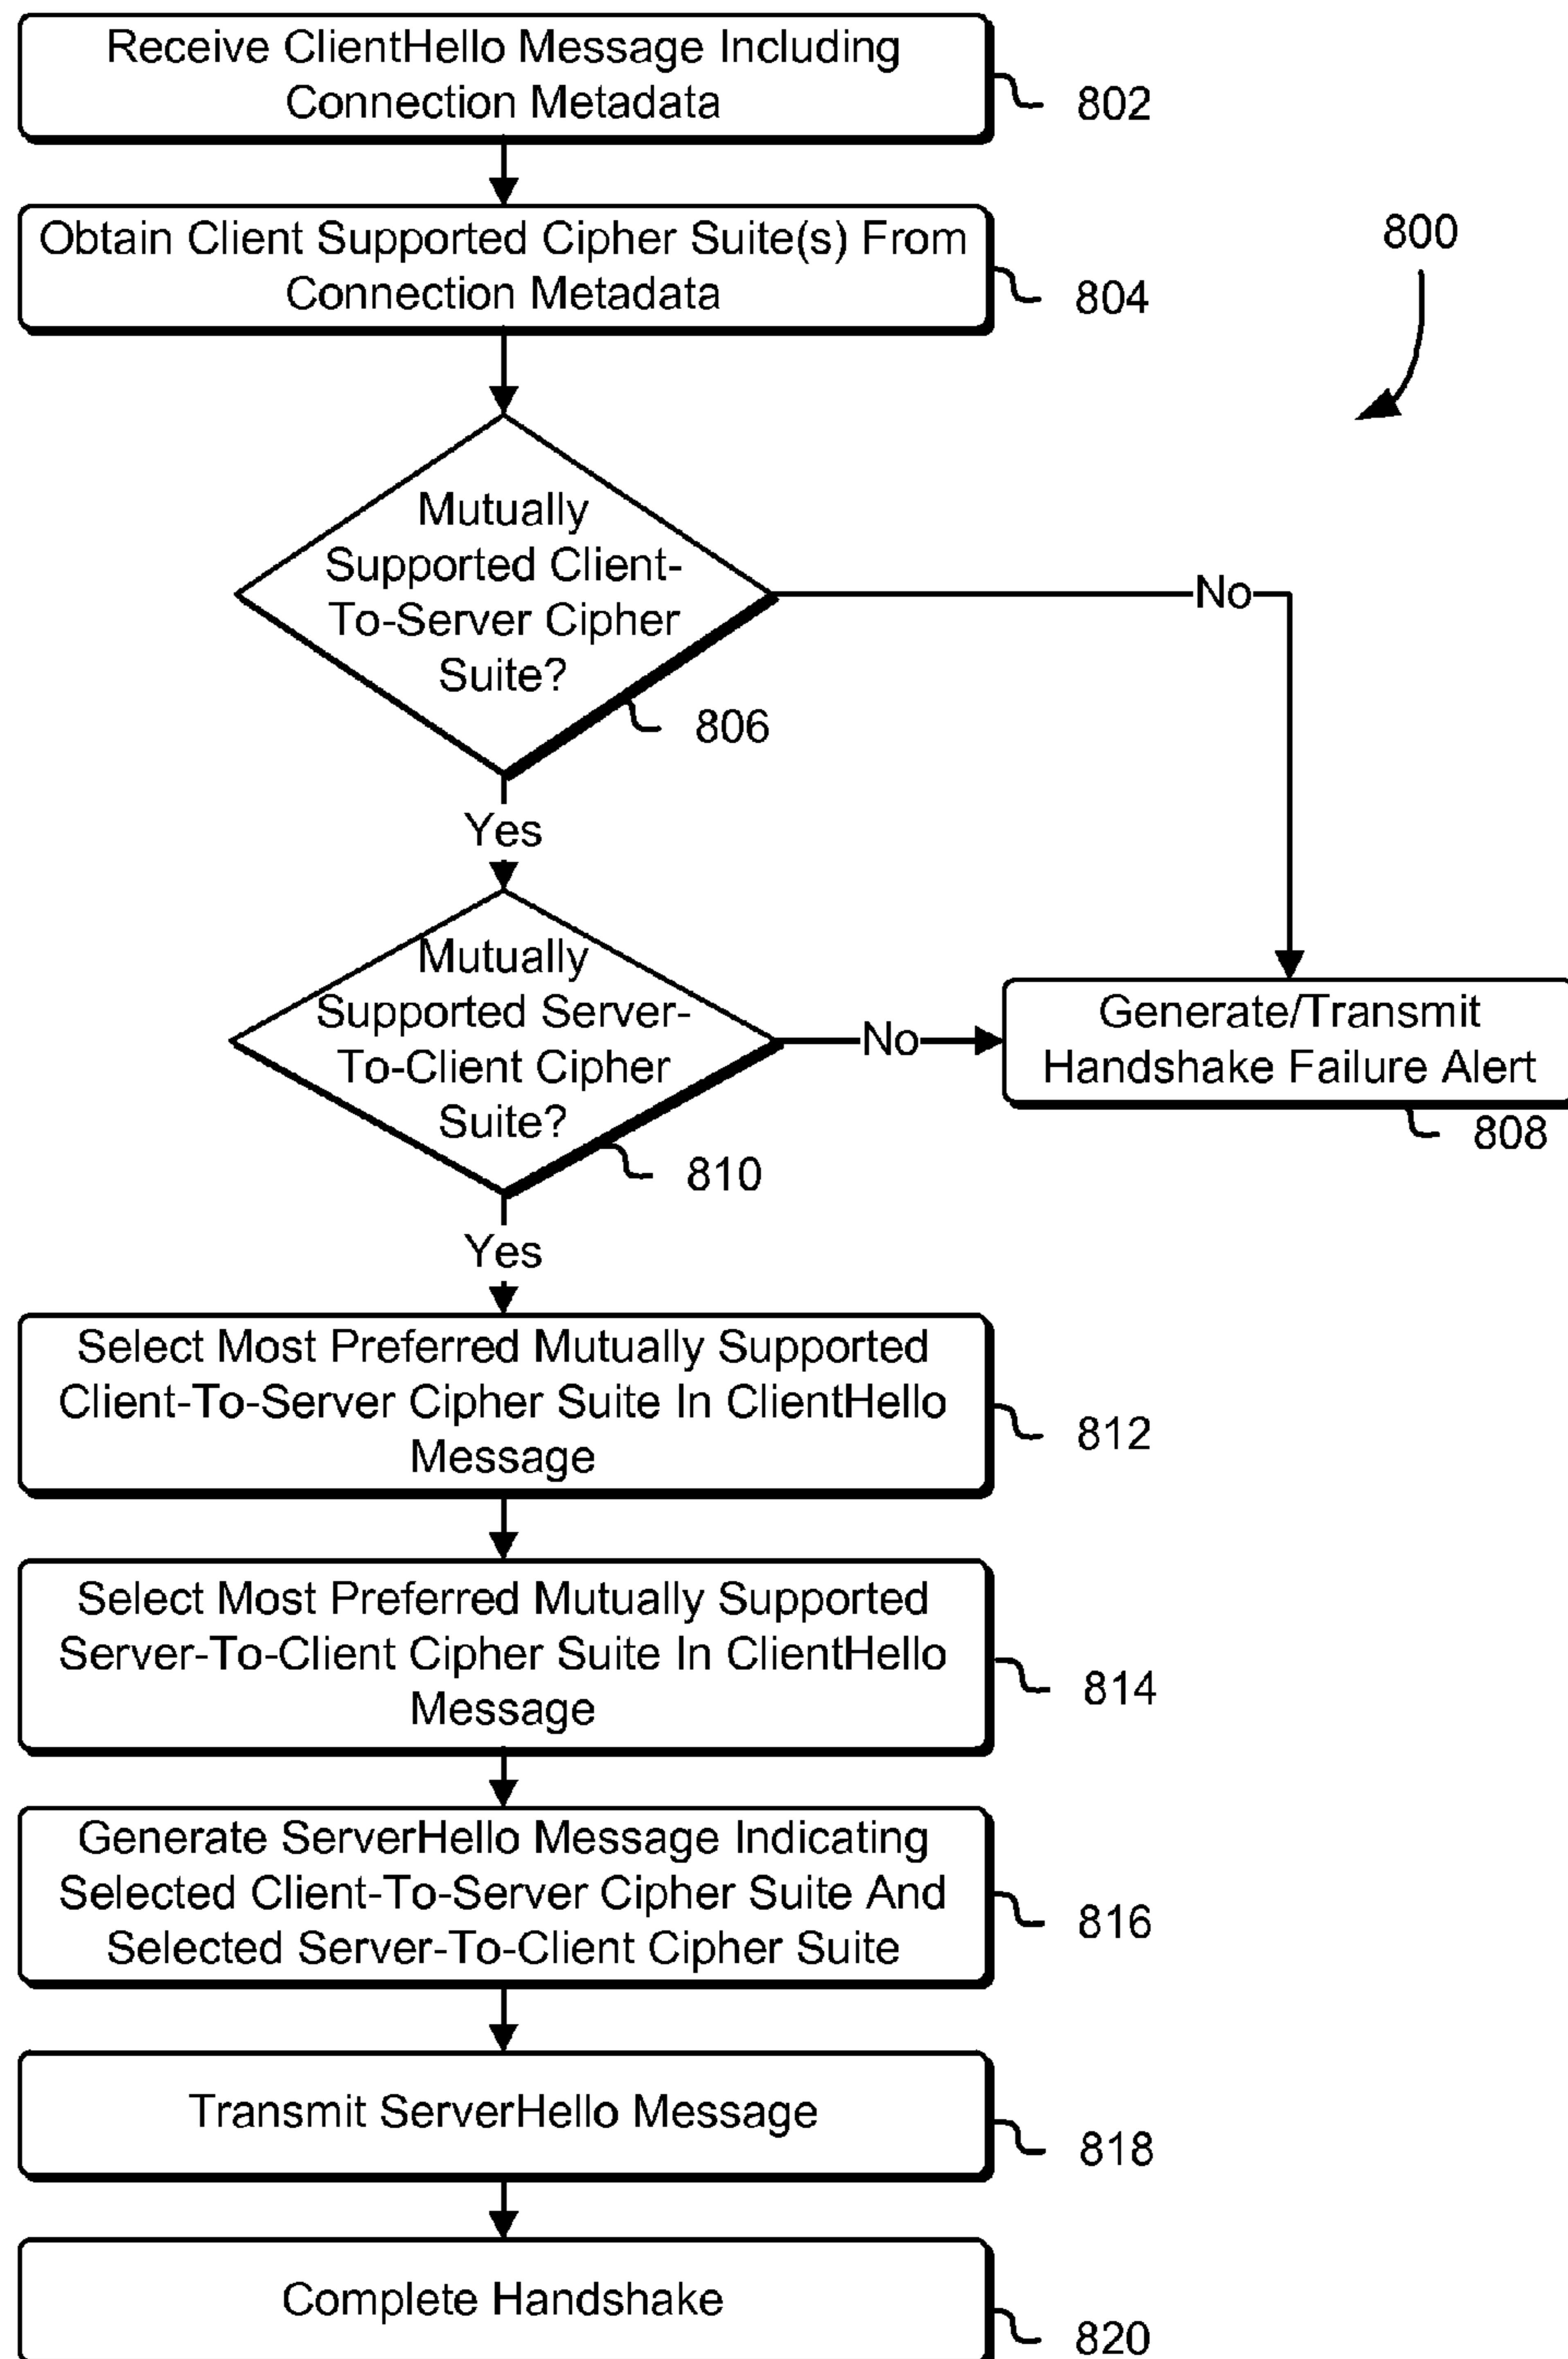 Receive ClientHello Message Including
Connection Metadata
802
Obtain Client Supported Cipher Suite(s) From
Connection Metadata
804
800
Mutually
Supported Client-
To-Server Cipher
Suite?
806
No
Yes
Mutually
Supported Server-
To-Client Cipher
Suite?
810
No
Generate/Transmit
Handshake Failure Alert
808
Yes
Select Most Preferred Mutually Supported
Client-To-Server Cipher Suite In ClientHello
Message
812
Select Most Preferred Mutually Supported
Server-To-Client Cipher Suite In ClientHello
Message
814
Generate ServerHello Message Indicating
Selected Client-To-Server Cipher Suite And
Selected Server-To-Client Cipher Suite
816
Transmit ServerHello Message
818
Complete Handshake
820